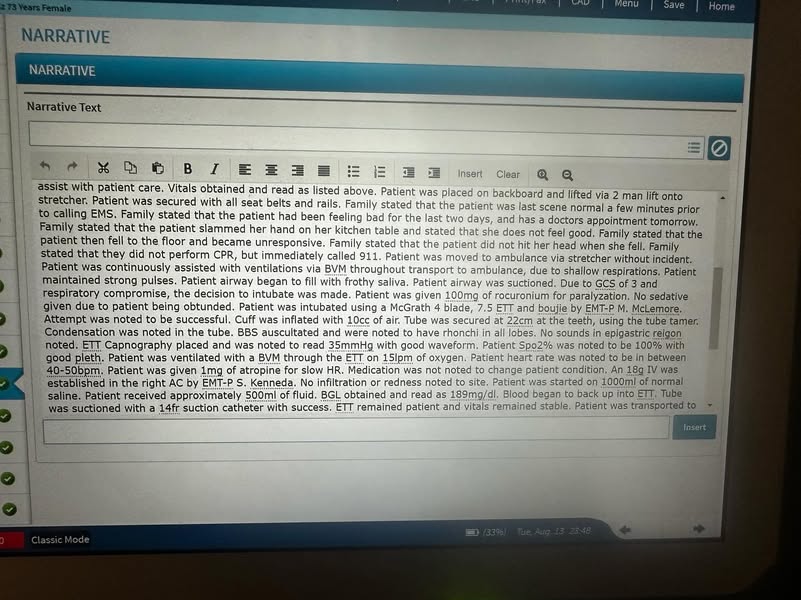 73 Years Female
CAD
Menu
Save
Home
NARRATIVE
NARRATIVE
Narrative Text
B I Insert Clear
assist with patient care. Vitals obtained and read as listed above. Patient was placed on backboard and lifted via 2 man lift onto
stretcher. Patient was secured with all seat belts and rails. Family stated that the patient was last scene normal a few minutes prior
to calling EMS. Family stated that the patient had been feeling bad for the last two days, and has a doctors appointment tomorrow.
Family stated that the patient slammed her hand on her kitchen table and stated that she does not feel good. Family stated that the
patient then fell to the floor and became unresponsive. Family stated that the patient did not hit her head when she fell. Family
stated that they did not perform CPR, but immediately called 911. Patient was moved to ambulance via stretcher without incident.
Patient was continuously assisted with ventilations via BVM throughout transport to ambulance, due to shallow respirations. Patient
maintained strong pulses. Patient airway began to fill with frothy saliva. Patient airway was suctioned. Due to GCS of 3 and
respiratory compromise, the decision to intubate was made. Patient was given 100mg of rocuronium for paralyzation. No sedative
given due to patient being obtunded. Patient was intubated using a McGrath 4 blade, 7.5 ETT and boujie by EMT-P M. McLemore.
Attempt was noted to be successful. Cuff was inflated with 10cc of air. Tube was secured at 22cm at the teeth, using the tube tamer.
Condensation was noted in the tube. BBS auscultated and were noted to have rhonchi in all lobes. No sounds in epigastric reigon
noted. ETT Capnography placed and was noted to read 35mmHg with good waveform. Patient Spo2% was noted to be 100% with
good pleth. Patient was ventilated with a BVM through the ETT on 15lpm of oxygen. Patient heart rate was noted to be in between
40-50bpm. Patient was given 1mg of atropine for slow HR. Medication was not noted to change patient condition. An 18g IV was
established in the right AC by EMT-P S. Kenneda. No infiltration or redness noted to site. Patient was started on 1000ml of normal
saline. Patient received approximately 500ml of fluid. BGL obtained and read as 189mg/dl. Blood began to back up into ETT. Tube
was suctioned with a 14fr suction catheter with success. ETT remained patient and vitals remained stable. Patient was transported to
Insert
Classic Mode
(33%) Tue, Aug 13 23:48